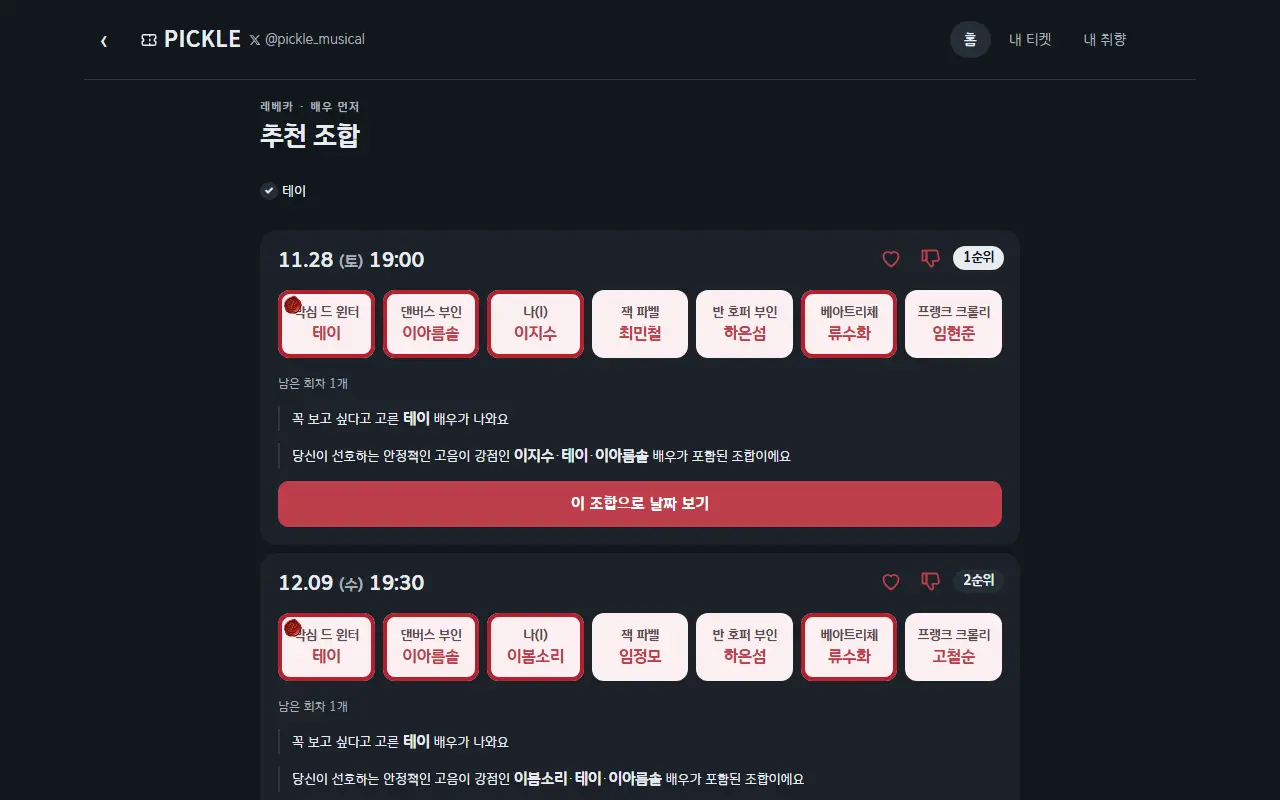 PICKLE 𝕏 @pickle_musical
홈 내 티켓 내 취향
레베카 · 배우 먼저
추천 조합
테이
11.28 (토) 19:00
1순위
막심 드 윈터 댄버스 부인 나(I) 잭 파벨 반 호퍼 부인 베아트리체 프랭크 크롤리
테이 이아름솔 이지수 최민철 하은섬 류수화 임현준
남은 회차 1개
꼭 보고 싶다고 고른 테이 배우가 나와요
당신이 선호하는 안정적인 고음이 강점인 이지수·테이·이아름솔 배우가 포함된 조합이에요
이 조합으로 날짜 보기
12.09 (수) 19:30
2순위
막심 드 윈터 댄버스 부인 나(I) 잭 파벨 반 호퍼 부인 베아트리체 프랭크 크롤리
테이 이아름솔 이봄소리 임정모 하은섬 류수화 고철순
남은 회차 1개
꼭 보고 싶다고 고른 테이 배우가 나와요
당신이 선호하는 안정적인 고음이 강점인 이봄소리·테이·이아름솔 배우가 포함된 조합이에요